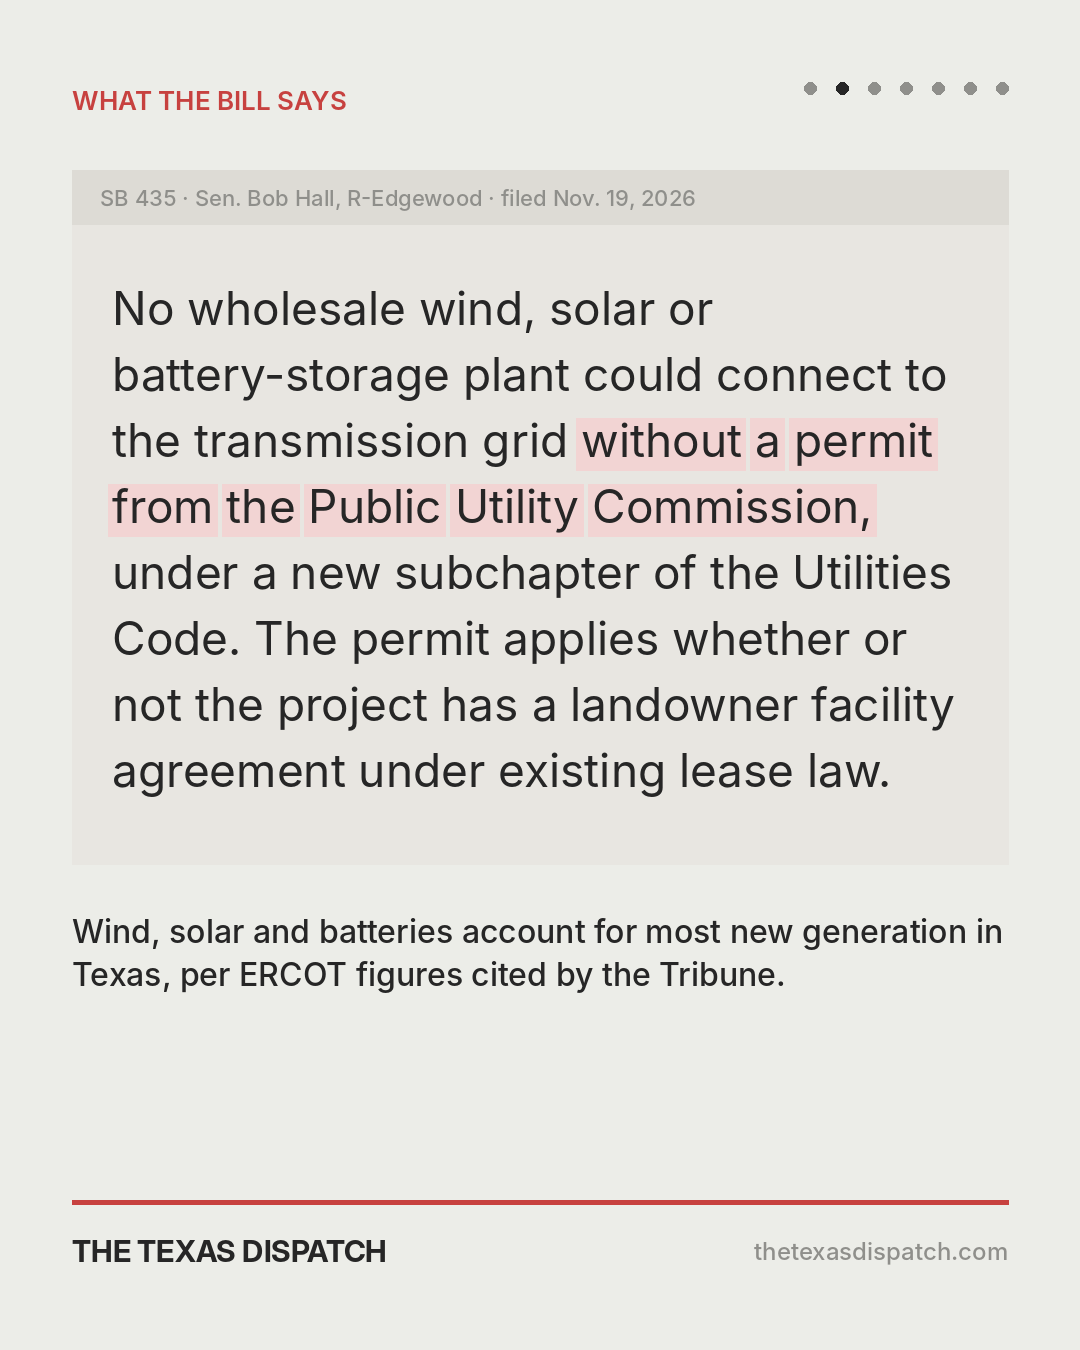 WHAT THE BILL SAYS
SB 435 · Sen. Bob Hall, R-Edgewood · filed Nov. 19, 2026
No wholesale wind, solar or
battery-storage plant could connect to
the transmission grid without a permit
from the Public Utility Commission,
under a new subchapter of the Utilities
Code. The permit applies whether or
not the project has a landowner facility
agreement under existing lease law.
Wind, solar and batteries account for most new generation in
Texas, per ERCOT figures cited by the Tribune.
THE TEXAS DISPATCH
thetexasdispatch.com